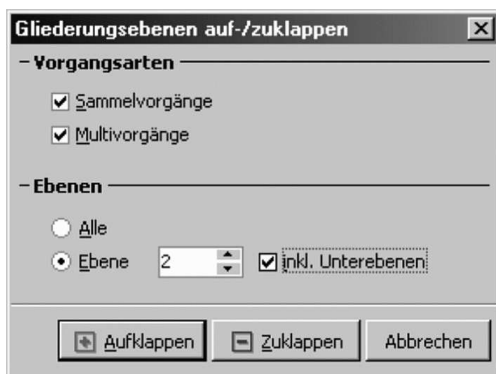 Gliederungsebenen auf-/zuklappen
Vorgangsarten
Sammelvorgänge
Multivorgänge
Ebenen
Alle
Ebene 2 inkl. Unterebenen
Aufklappen Zuklappen Abbrechen